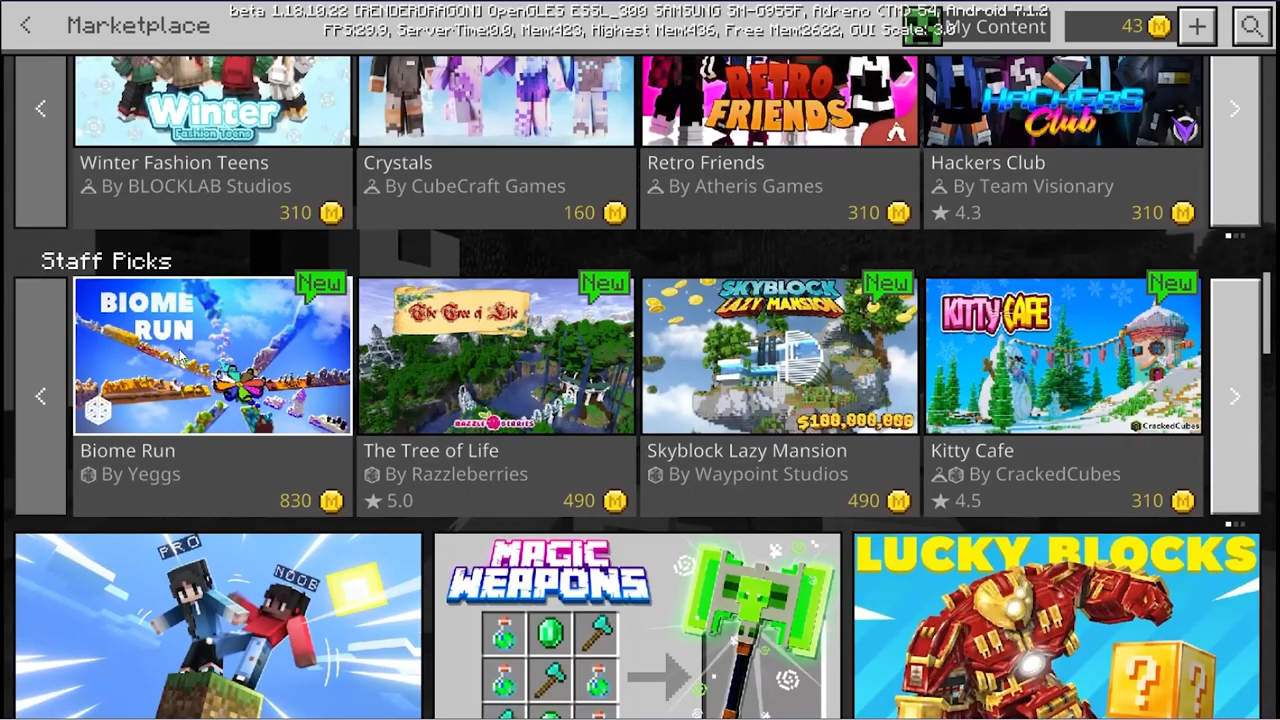 beta 1.18.10.22 [RENDERDRAGON] OpenGLES ESSL_300 SAMSUNG SM-G955F, Adreno (TM) 54, Android 7.1.2
FPS:29.9, ServerTime:0.0, Mem:423, Highest Mem:436, Free Mem:2622, GUI Scale: 3.0
Marketplace
My Content
43
Winter
Fashion Teens
RETRO
FRIENDS
HACKERS
Club
Winter Fashion Teens
Crystals
Retro Friends
Hackers Club
By BLOCKLAB Studios
By CubeCraft Games
By Atheris Games
By Team Visionary
310
160
310
4.3
310
Staff Picks
New
New
New
New
BIOME
RUN
The Tree of Life
RAZZLEBERRIES
SKYBLOCK
LAZY MANSION
$100,000,000
KITTY CAFE
CrackedCubes
Biome Run
The Tree of Life
Skyblock Lazy Mansion
Kitty Cafe
By Yeggs
By Razzleberries
By Waypoint Studios
By CrackedCubes
830
5.0
490
490
4.5
310
PRO
NOOB
MAGIC
WEAPONS
LUCKY BLOCKS
?
?